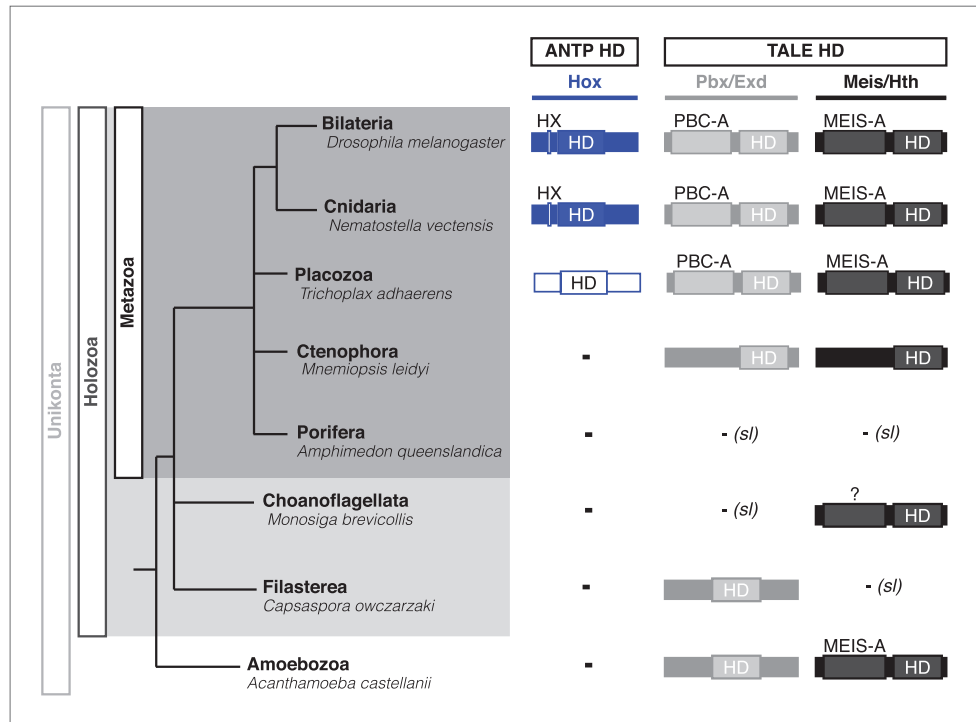 ANTP HD TALE HD
Hox Pbx/Exd Meis/Hth
Unikonta
Holozoa
Metazoa
Bilateria HX HD PBC-A HD MEIS-A HD
Drosophila melanogaster
Cnidaria HX HD PBC-A HD MEIS-A HD
Nematostella vectensis
Placozoa HD PBC-A HD MEIS-A HD
Trichoplax adhaerens
Ctenophora - HD HD
Mnemiopsis leidyi
Porifera - - (sl) - (sl)
Amphimedon queenslandica
Choanoflagellata - - (sl) ? HD
Monosiga brevicollis
Filasterea - HD - (sl)
Capsaspora owczarzaki
Amoebozoa - HD MEIS-A HD
Acanthamoeba castellanii